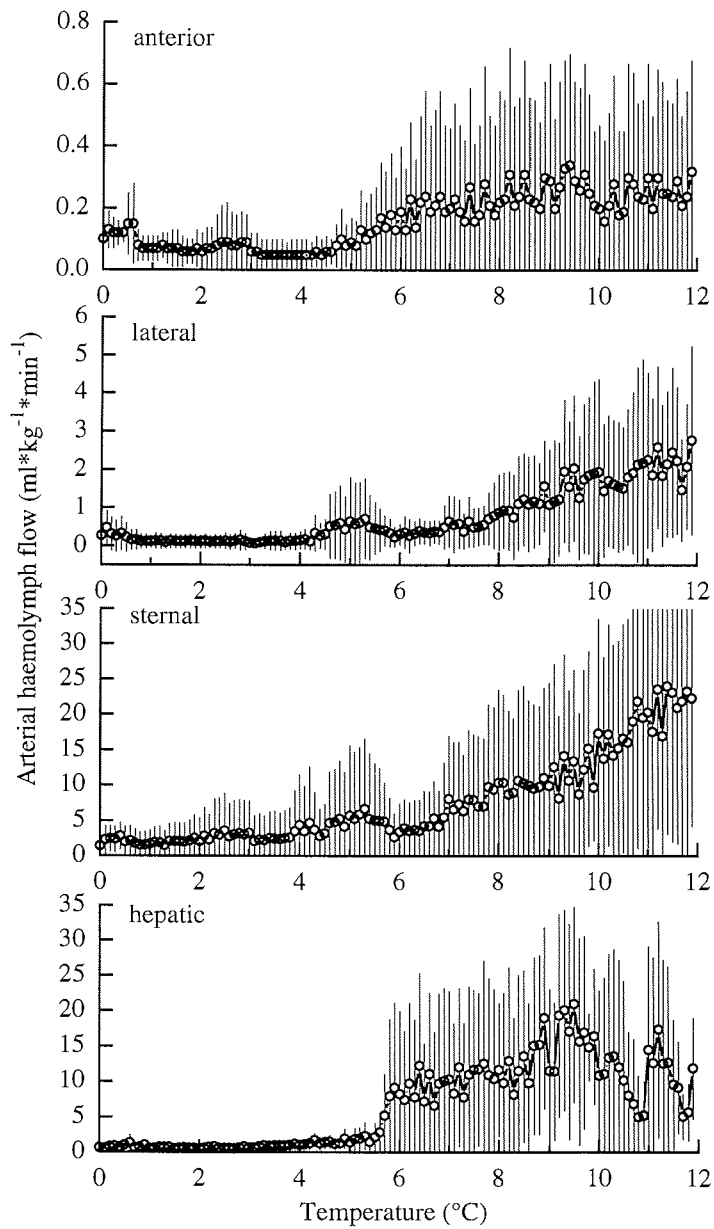 anterior
0.8
0.6
0.4
0.2
0.0
0 2 4 6 8 10 12
lateral
6
5
4
3
2
1
0
0 2 4 6 8 10 12
sternal
35
30
25
20
15
10
5
0
0 2 4 6 8 10 12
hepatic
35
30
25
20
15
10
5
0
0 2 4 6 8 10 12
Temperature (°C)
Arterial haemolymph flow (ml*kg⁻¹*min⁻¹)